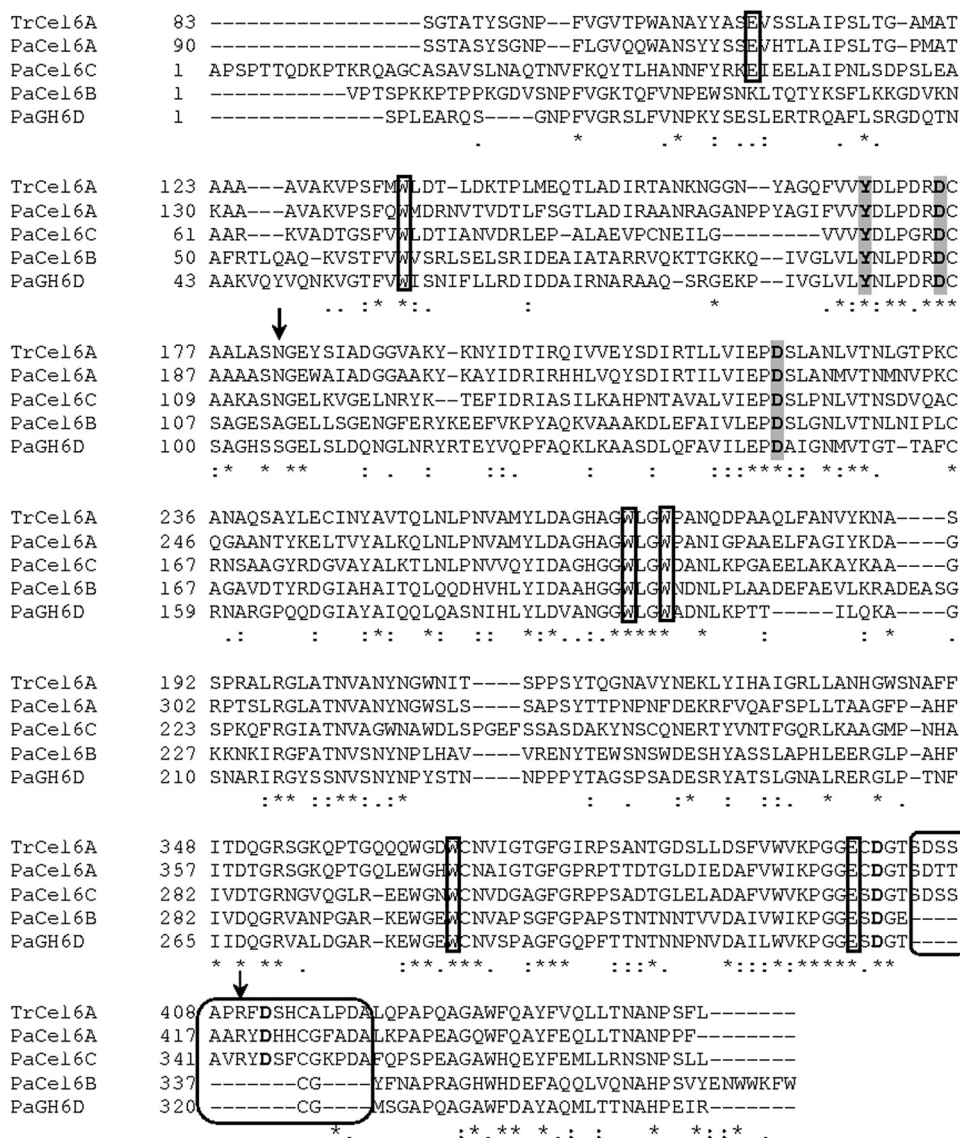 TrCel6A 83 -----------------SGTATYSGNP--FVGVTPWANAYYASEVSSLAIPSLTG-AMAT
PaCel6A 90 -----------------SSTASYSGNP--FLGVQQWANSYYSSEVHTLAIPSLTG-PMAT
PaCel6C 1 APSPTTQDKPTKRQAGCASAVSLNAQTNVFKQYTLHANNFYRKEIEELAIPNLSDPSLEA
PaCel6B 1 -----------VPTSPKKPTPPKGDVSNPFVGKTQFVNPEWSNKLTQTYKSFLKKGDVKN
PaGH6D 1 --------------SPLEARQS----GNPFVGRSLFVNPKYSESLERTRQAFLSRGDQTN
. * * : ..: *.
TrCel6A 123 AAA---AVAKVPSFMWLDT-LDKTPLMEQTLADIRTANKNGGN--YAGQFVVYDLPDRDC
PaCel6A 130 KAA---AVAKVPSFQWMDRNVTVDTLFSGTLADIRAANRAGANPPYAGIFVVYDLPDRDC
PaCel6C 61 AAR---KVADTGSFVWLDTIANVDRLEP-ALAEVPCNEILG--------VVVYDLPGRDC
PaCel6B 50 AFRTLQAQ-KVSTFVWVSRLSELSRIDEAIATARRVQKTTGKKQ--IVGLVLYNLPDRDC
PaGH6D 43 AAKVQYVQNKVGTFVWISNIFLLRDIDDAIRNARAAQ-SRGEKP--IVGLVLYNLPDRDC
.. :* *. : * *:*:**.***
TrCel6A 177 AALASNGEYSIADGGVAKY-KNYIDTIRQIVVEYSDIRTLLVIEPDSLANLVTNLGTPKC
PaCel6A 187 AAAASNGEWAIADGGAAKY-KAYIDRIRHHLVQYSDIRTILVIEPDSLANMVTNMNVPKC
PaCel6C 109 AAKASNGELKVGELNRYK--TEFIDRIASILKAHPNTAVALVIEPDSLPNLVTNSDVQAC
PaCel6B 107 SAGESAGELSSGENGFERYKEEFVKPYAQKVAAAKDLEFAIVLEPDSLGNLVTNLNIPLC
PaGH6D 100 SAGHSSGELSLDQNGLNRYRTEYVQPFAQKLKAASDLQFAVILEPDAIGNMVTGT-TAFC
:* * ** . . ::. : . : ::***:: *:**. *
TrCel6A 236 ANAQSAYLECINYAVTQLNLPNVAMYLDAGHAGWLGWPANQDPAAQLFANVYKNA----S
PaCel6A 246 QGAANTYKELTVYALKQLNLPNVAMYLDAGHAGWLGWPANIGPAAELFAGIYKDA----G
PaCel6C 167 RNSAAGYRDGVAYALKTLNLPNVVQYIDAGHGGWLGWDANLKPGAEELAKAYKAA----G
PaCel6B 167 AGAVDTYRDGIAHAITQLQQDHVHLYIDAAHGGWLGWNDNLPLAADEFAEVLKRADEASG
PaGH6D 159 RNARGPQQDGIAYAIQQLQASNIHLYLDVANGGWLGWADNLKPTT-----ILQKA----G
.: : :*: *: :: *:*..:.***** * : : * .
TrCel6A 192 SPRALRGLATNVANYNGWNIT----SPPSYTQGNAVYNEKLYIHAIGRLLANHGWSNAFF
PaCel6A 302 RPTSLRGLATNVANYNGWSLS----SAPSYTTPNPNFDEKRFVQAFSPLLTAAGFP-AHF
PaCel6C 223 SPKQFRGIATNVAGWNAWDLSPGEFSSASDAKYNSCQNERTYVNTFGQRLKAAGMP-NHA
PaCel6B 227 KKNKIRGFATNVSNYNPLHAV----VRENYTEWSNSWDESHYASSLAPHLEERGLP-AHF
PaGH6D 210 SNARIRGYSSNVSNYNPYSTN----NPPPYTAGSPSADESRYATSLGNALRERGLP-TNF
:** ::**:.:* : . :* : :. * * .
TrCel6A 348 ITDQGRSGKQPTGQQQWGDWCNVIGTGFGIRPSANTGDSLLDSFVWVKPGGECDGTSDSS
PaCel6A 357 ITDTGRSGKQPTGQLEWGHWCNAIGTGFGPRPTTDTGLDIEDAFVWIKPGGECDGTSDTT
PaCel6C 282 IVDTGRNGVQGLR-EEWGNWCNVDGAGFGRPPSADTGLELADAFVWVKPGGECDGTSDSS
PaCel6B 282 IVDQGRVANPGAR-KEWGEWCNVAPSGFGPAPSTNTNNTVVDAIVWIKPGGESDGE----
PaGH6D 265 IIDQGRVALDGAR-KEWGEWCNVSPAGFGQPFTTNTNNPNVDAILWVKPGGESDGT----
* * ** . :**.***. :*** :::*. *::*:*****.**
TrCel6A 408 APRFDSHCALPDALQPAPQAGAWFQAYFVQLLTNANPSFL-------
PaCel6A 417 AARYDHHCGFADALKPAPEAGQWFQAYFEQLLTNANPPF--------
PaCel6C 341 AVRYDSFCGKPDAFQPSPEAGAWHQEYFEMLLRNSNPSLL-------
PaCel6B 337 -------CG----YFNAPRAGHWHDEFAQQLVQNAHPSVYENWWKFW
PaGH6D 320 -------CG----MSGAPQAGAWFDAYAQMLTTNAHPEIR-------
*. :*.** *.: : * *::*